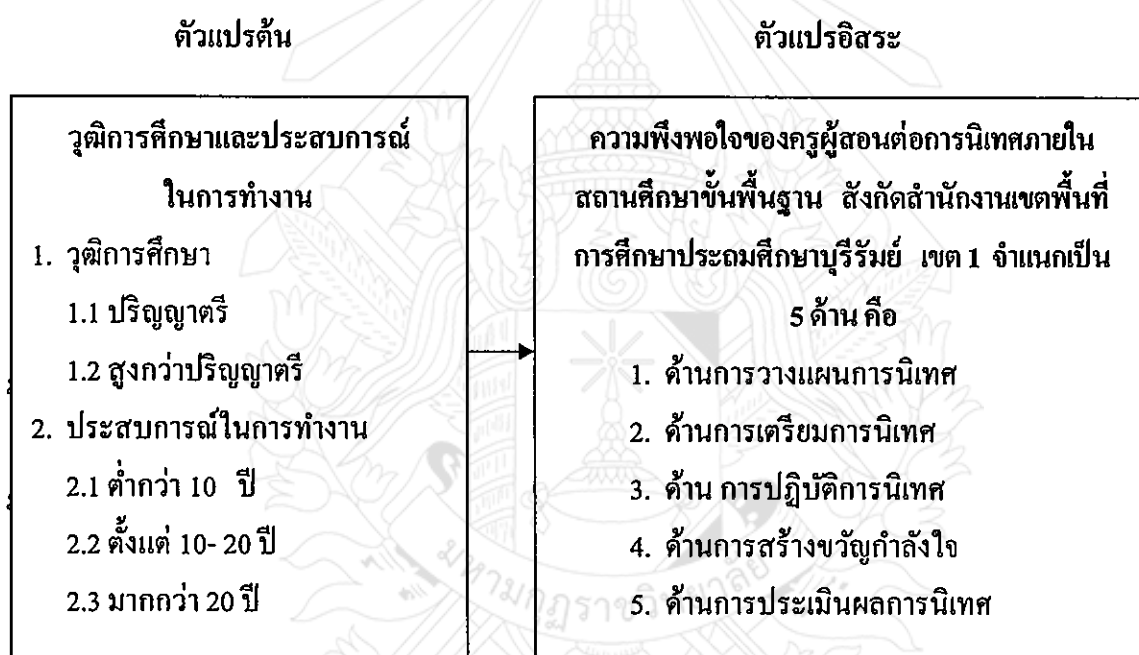 ตัวแปรต้น
ตัวแปรอิสระ
วุฒิการศึกษาและประสบการณ์
ในการทำงาน
1. วุฒิการศึกษา
1.1 ปริญญาตรี
1.2 สูงกว่าปริญญาตรี
2. ประสบการณ์ในการทำงาน
2.1 ต่ำกว่า 10 ปี
2.2 ตั้งแต่ 10- 20 ปี
2.3 มากกว่า 20 ปี
ความพึงพอใจของครูผู้สอนต่อการนิเทศภายใน
สถานศึกษาขั้นพื้นฐาน สังกัดสำนักงานเขตพื้นที่
การศึกษาประถมศึกษาบุรีรัมย์ เขต 1 จำแนกเป็น
5 ด้าน คือ
1. ด้านการวางแผนการนิเทศ
2. ด้านการเตรียมการนิเทศ
3. ด้าน การปฏิบัติการนิเทศ
4. ด้านการสร้างขวัญกำลังใจ
5. ด้านการประเมินผลการนิเทศ